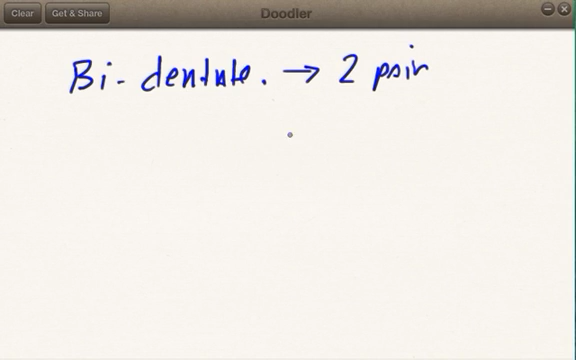 Doodler
Clear Get & Share
Bi-dentate. → 2 pair